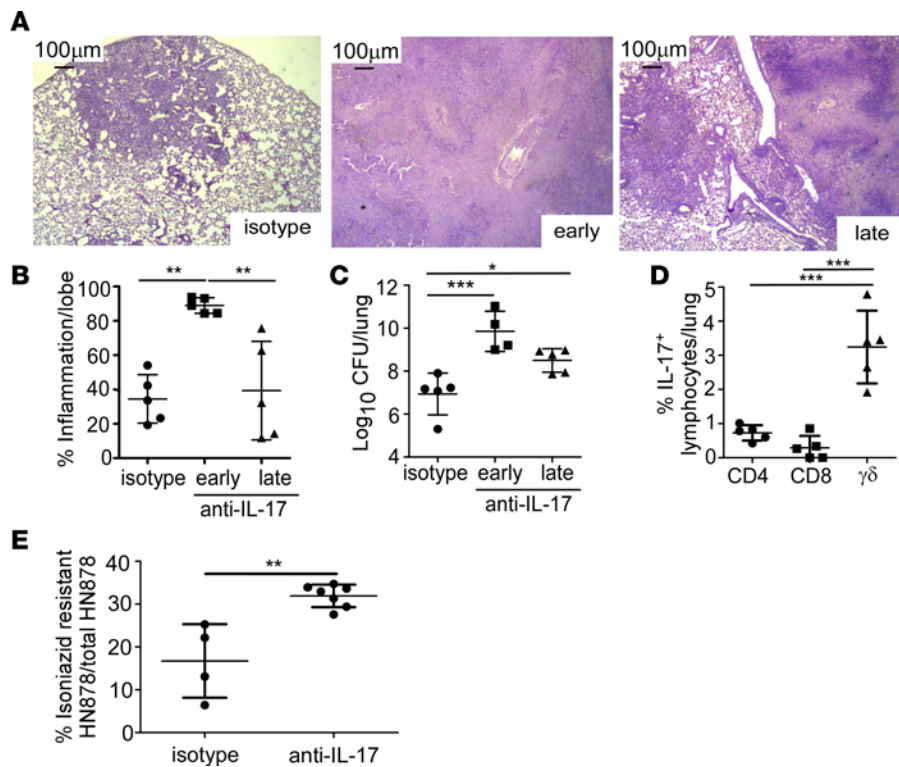 A
100μm
isotype
100μm
early
100μm
late
B
% Inflammation/lobe
100
80
60
40
20
0
**
**
isotype
early
late
anti-IL-17
C
Log10 CFU/lung
12
10
8
6
4
***
*
isotype
early
late
anti-IL-17
D
% IL-17+
lymphocytes/lung
5
4
3
2
1
0
***
***
CD4
CD8
γδ
E
% Isoniazid resistant
HN878/total HN878
40
30
20
10
0
**
isotype
anti-IL-17